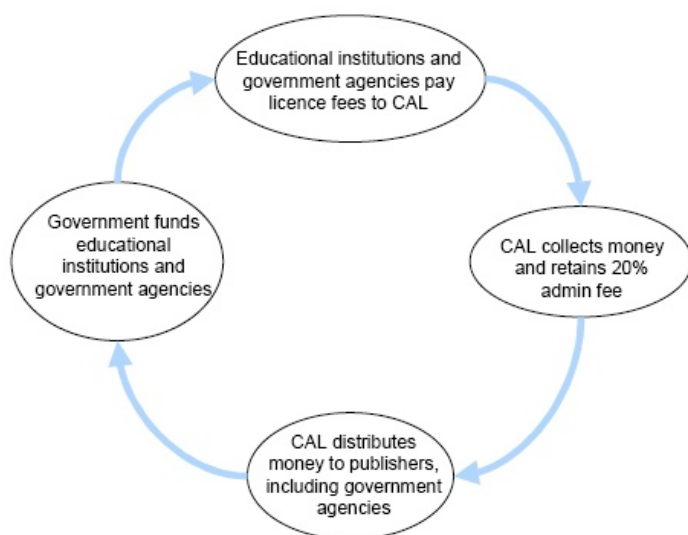 Educational institutions and
government agencies pay
licence fees to CAL
CAL collects money
and retains 20%
admin fee
CAL distributes
money to publishers,
including government
agencies
Government funds
educational
institutions and
government agencies